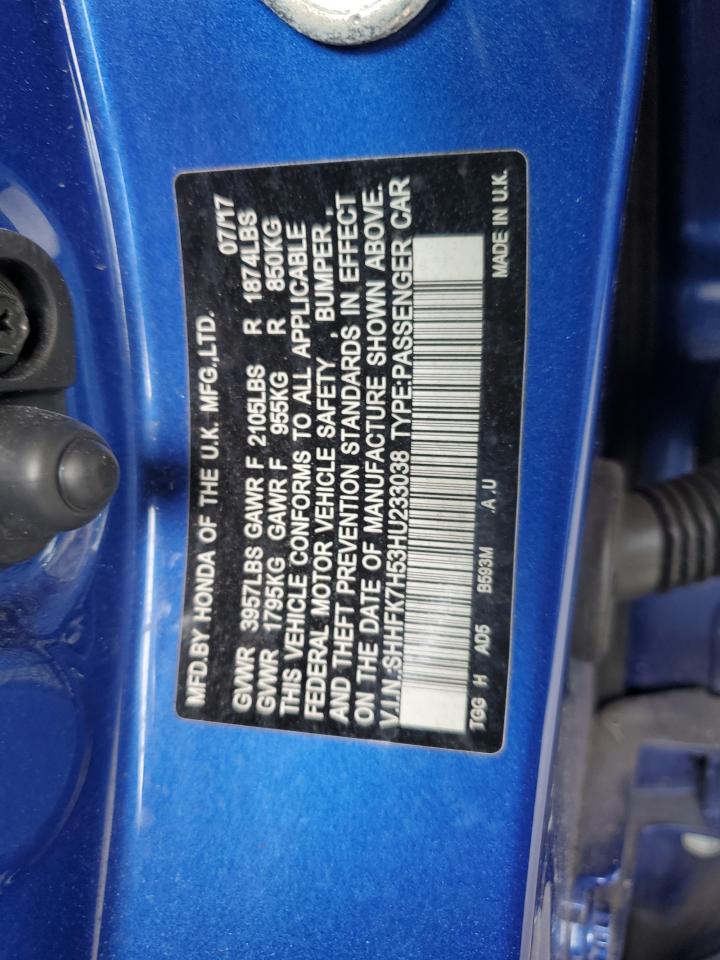 MFD.BY HONDA OF THE U.K. MFG.,LTD. 07/17
GVWR 3957LBS GAWR F 2105LBS R 1874LBS
GVWR 1795KG GAWR F 955KG R 850KG
THIS VEHICLE CONFORMS TO ALL APPLICABLE
FEDERAL MOTOR VEHICLE SAFETY , BUMPER ,
AND THEFT PREVENTION STANDARDS IN EFFECT
ON THE DATE OF MANUFACTURE SHOWN ABOVE.
V.I.N.:SHHFK7H53HU233038 TYPE:PASSENGER CAR
TGG H AD5 B593M .A.U MADE IN U.K.